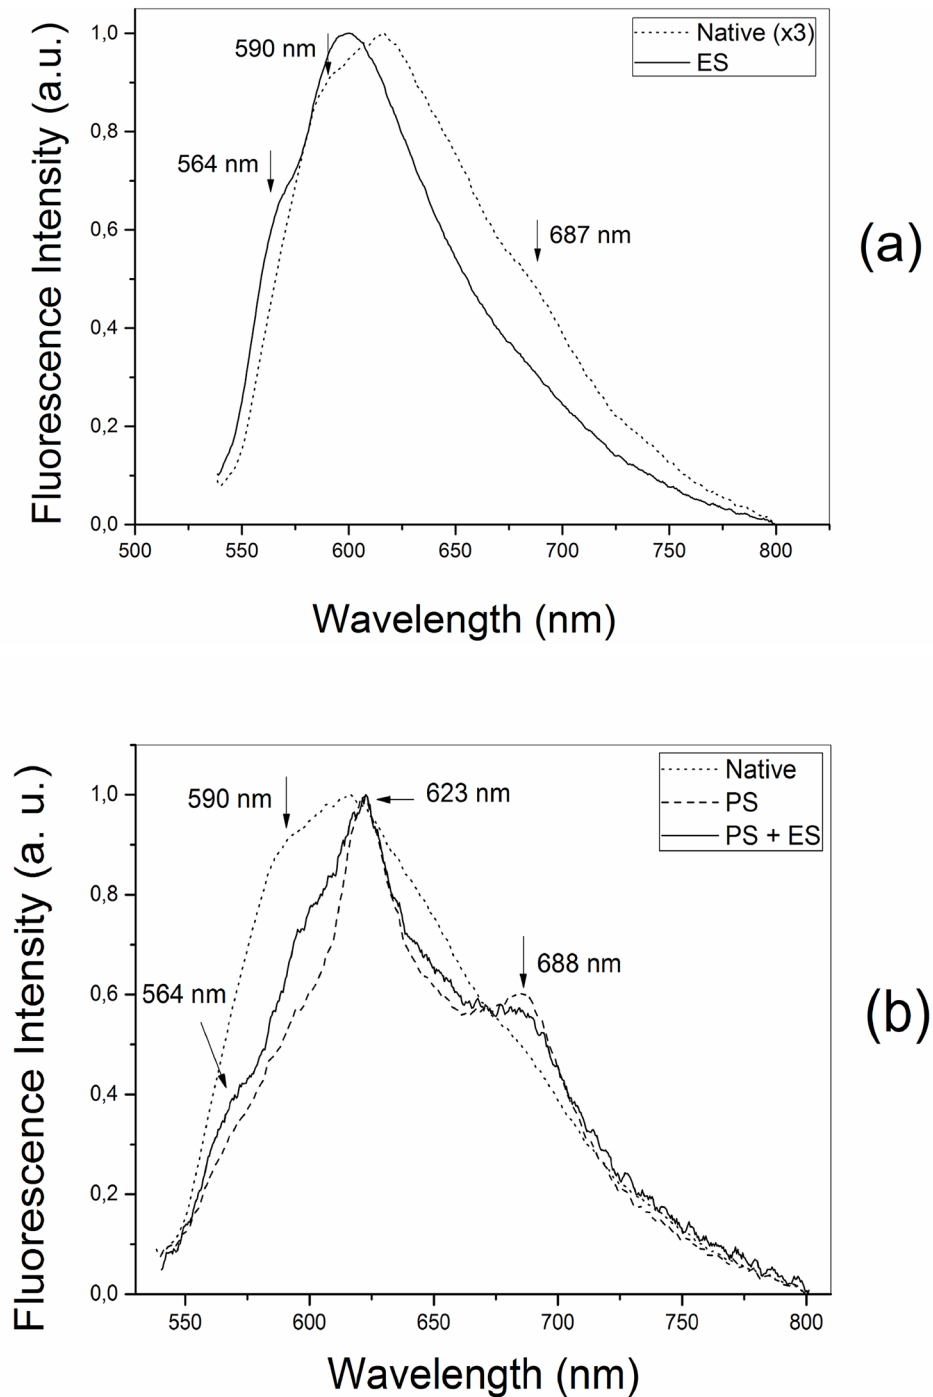 Fluorescence Intensity (a.u.)
1,0
0,8
0,6
0,4
0,2
0,0
590 nm
564 nm
687 nm
Native (x3)
ES
(a)
500 550 600 650 700 750 800
Wavelength (nm)
Fluorescence Intensity (a. u.)
1,0
0,8
0,6
0,4
0,2
0,0
590 nm
623 nm
564 nm
688 nm
Native
PS
PS + ES
(b)
550 600 650 700 750 800
Wavelength (nm)